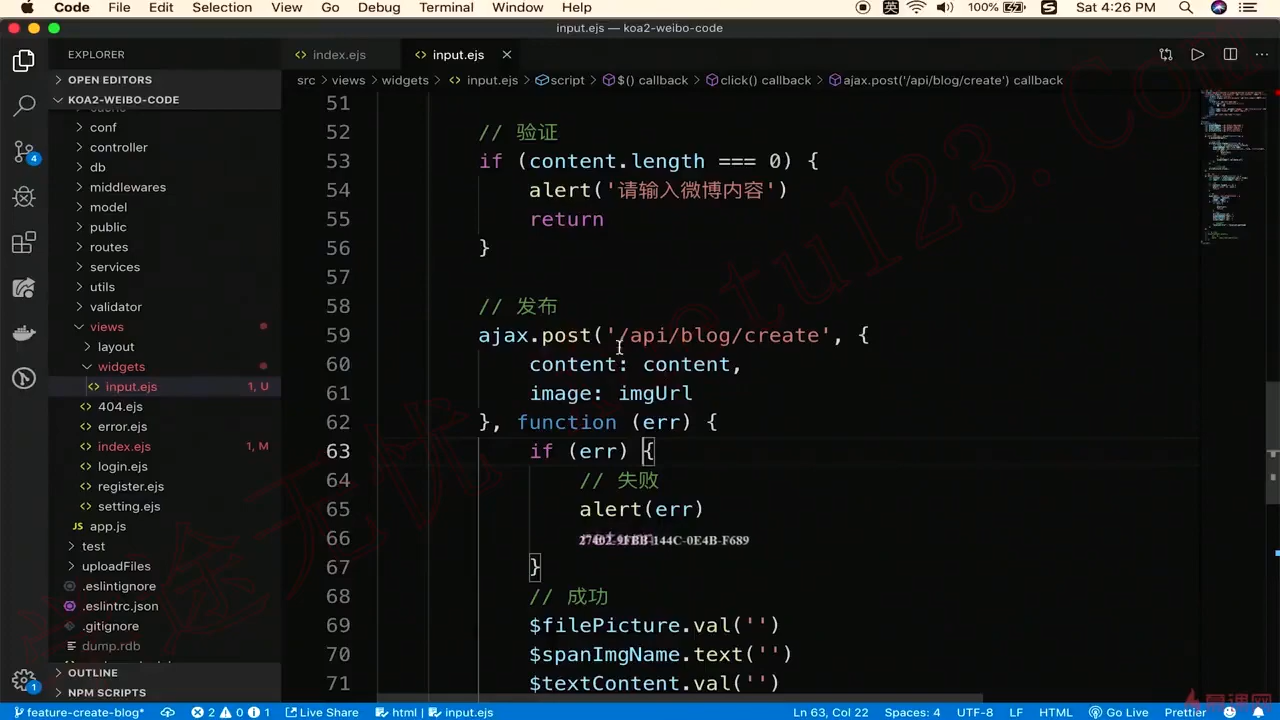 Code File Edit Selection View Go Debug Terminal Window Help 英 100% S Sat 4:26 PM
input.ejs — koa2-weibo-code
EXPLORER
index.ejs
input.ejs
OPEN EDITORS
KOA2-WEIBO-CODE
conf
controller
db
middlewares
model
public
routes
services
utils
validator
views
layout
widgets
input.ejs 1, U
404.ejs
error.ejs
index.ejs 1, M
login.ejs
register.ejs
setting.ejs
JS app.js
test
uploadFiles
.eslintignore
.eslintrc.json
.gitignore
dump.rdb
OUTLINE
NPM SCRIPTS
4
1
src > views > widgets > input.ejs > script > $() callback > click() callback > ajax.post('/api/blog/create') callback
51
52 // 验证
53 if (content.length === 0) {
54 alert('请输入微博内容')
55 return
56 }
57
58 // 发布
59 ajax.post('/api/blog/create', {
60 content: content,
61 image: imgUrl
62 }, function (err) {
63 if (err) {
64 // 失败
65 alert(err)
66
67 }
68 // 成功
69 $filePicture.val('')
70 $spanImgName.text('')
71 $textContent.val('')
feature-create-blog* 2 0 1 Live Share html input.ejs Ln 63, Col 22 Spaces: 4 UTF-8 LF HTML Go Live Prettier